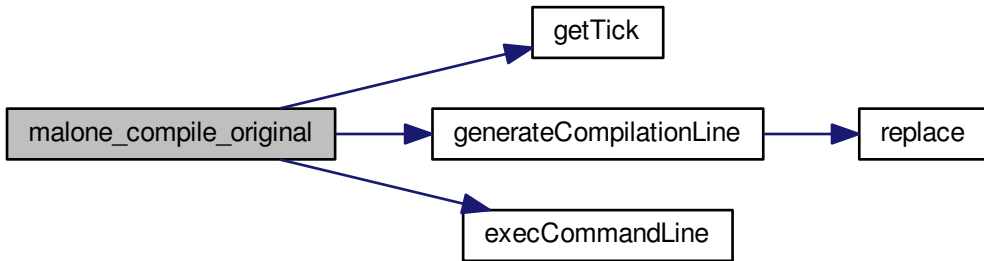 getTick
malone_compile_original
generateCompilationLine
replace
execCommandLine